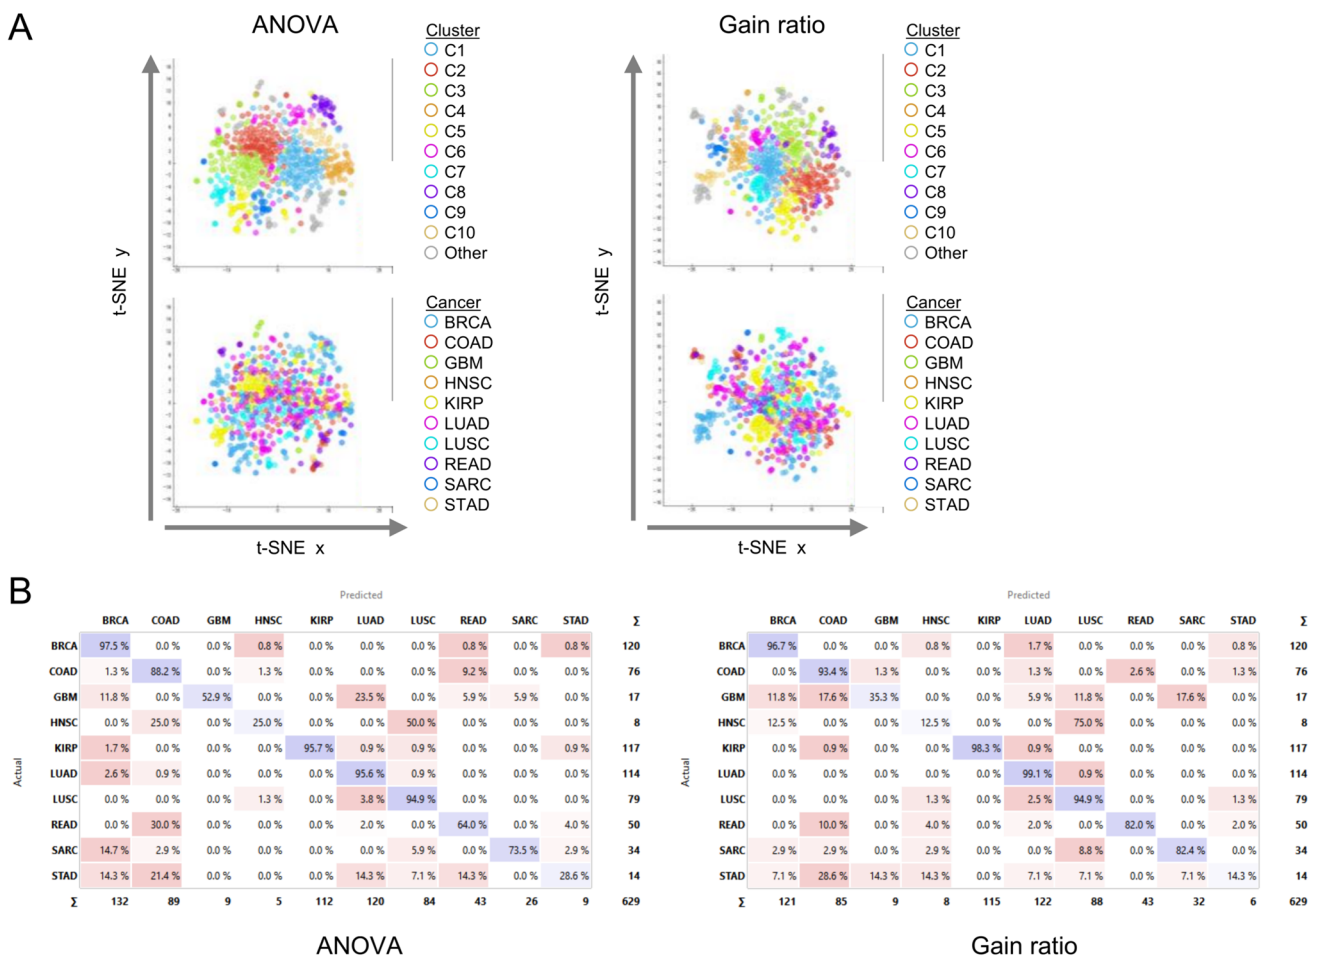 A
ANOVA
Cluster
C1
C2
C3
C4
C5
C6
C7
C8
C9
C10
Other
Gain ratio
Cluster
C1
C2
C3
C4
C5
C6
C7
C8
C9
C10
Other
t-SNE y
t-SNE y
Cancer
BRCA
COAD
GBM
HNSC
KIRP
LUAD
LUSC
READ
SARC
STAD
Cancer
BRCA
COAD
GBM
HNSC
KIRP
LUAD
LUSC
READ
SARC
STAD
t-SNE x
t-SNE x
B
Predicted
BRCA COAD GBM HNSC KIRP LUAD LUSC READ SARC STAD Σ
BRCA 97.5 % 0.0 % 0.0 % 0.8 % 0.0 % 0.0 % 0.0 % 0.8 % 0.0 % 0.8 % 120
COAD 1.3 % 88.2 % 0.0 % 1.3 % 0.0 % 0.0 % 0.0 % 9.2 % 0.0 % 0.0 % 76
GBM 11.8 % 0.0 % 52.9 % 0.0 % 0.0 % 23.5 % 0.0 % 5.9 % 5.9 % 0.0 % 17
HNSC 0.0 % 25.0 % 0.0 % 25.0 % 0.0 % 0.0 % 50.0 % 0.0 % 0.0 % 0.0 % 8
KIRP 1.7 % 0.0 % 0.0 % 0.0 % 95.7 % 0.9 % 0.9 % 0.0 % 0.0 % 0.9 % 117
LUAD 2.6 % 0.9 % 0.0 % 0.0 % 0.0 % 95.6 % 0.9 % 0.0 % 0.0 % 0.0 % 114
LUSC 0.0 % 0.0 % 0.0 % 1.3 % 0.0 % 3.8 % 94.9 % 0.0 % 0.0 % 0.0 % 79
READ 0.0 % 30.0 % 0.0 % 0.0 % 0.0 % 2.0 % 0.0 % 64.0 % 0.0 % 4.0 % 50
SARC 14.7 % 2.9 % 0.0 % 0.0 % 0.0 % 0.0 % 5.9 % 0.0 % 73.5 % 2.9 % 34
STAD 14.3 % 21.4 % 0.0 % 0.0 % 0.0 % 14.3 % 7.1 % 14.3 % 0.0 % 28.6 % 14
Σ 132 89 9 5 112 120 84 43 26 9 629
Actual
ANOVA
Predicted
BRCA COAD GBM HNSC KIRP LUAD LUSC READ SARC STAD Σ
BRCA 96.7 % 0.0 % 0.0 % 0.8 % 0.0 % 1.7 % 0.0 % 0.0 % 0.0 % 0.8 % 120
COAD 0.0 % 93.4 % 1.3 % 0.0 % 0.0 % 1.3 % 0.0 % 2.6 % 0.0 % 1.3 % 76
GBM 11.8 % 17.6 % 35.3 % 0.0 % 0.0 % 5.9 % 11.8 % 0.0 % 17.6 % 0.0 % 17
HNSC 12.5 % 0.0 % 0.0 % 12.5 % 0.0 % 0.0 % 75.0 % 0.0 % 0.0 % 0.0 % 8
KIRP 0.0 % 0.9 % 0.0 % 0.0 % 98.3 % 0.9 % 0.0 % 0.0 % 0.0 % 0.0 % 117
LUAD 0.0 % 0.0 % 0.0 % 0.0 % 0.0 % 99.1 % 0.9 % 0.0 % 0.0 % 0.0 % 114
LUSC 0.0 % 0.0 % 0.0 % 1.3 % 0.0 % 2.5 % 94.9 % 0.0 % 0.0 % 1.3 % 79
READ 0.0 % 10.0 % 0.0 % 4.0 % 0.0 % 2.0 % 0.0 % 82.0 % 0.0 % 2.0 % 50
SARC 2.9 % 2.9 % 0.0 % 2.9 % 0.0 % 0.0 % 8.8 % 0.0 % 82.4 % 0.0 % 34
STAD 7.1 % 28.6 % 14.3 % 14.3 % 0.0 % 7.1 % 7.1 % 0.0 % 7.1 % 14.3 % 14
Σ 121 85 9 8 115 122 88 43 32 6 629
Actual
Gain ratio